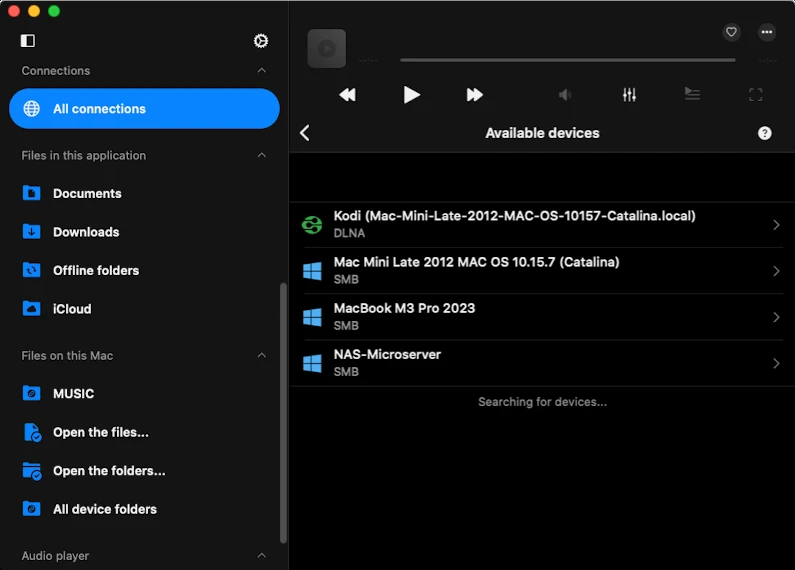 Connections
All connections
Files in this application
Documents
Downloads
Offline folders
iCloud
Files on this Mac
MUSIC
Open the files...
Open the folders...
All device folders
Audio player
--:--
--:--
Available devices
?
Kodi (Mac-Mini-Late-2012-MAC-OS-10157-Catalina.local)
DLNA
Mac Mini Late 2012 MAC OS 10.15.7 (Catalina)
SMB
MacBook M3 Pro 2023
SMB
NAS-Microserver
SMB
Searching for devices...